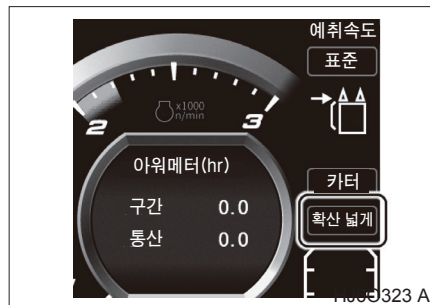 예취속도
표준
x1000
n/min
2
3
아워메터(hr)
구간 0.0
통산 0.0
카터
확산 넓게